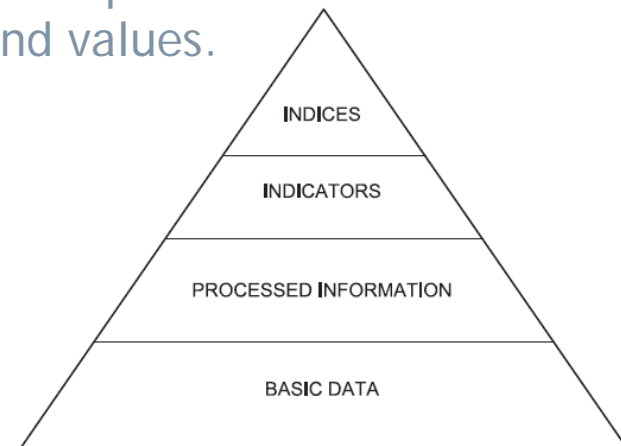 nd values.
INDICES
INDICATORS
PROCESSED INFORMATION
BASIC DATA